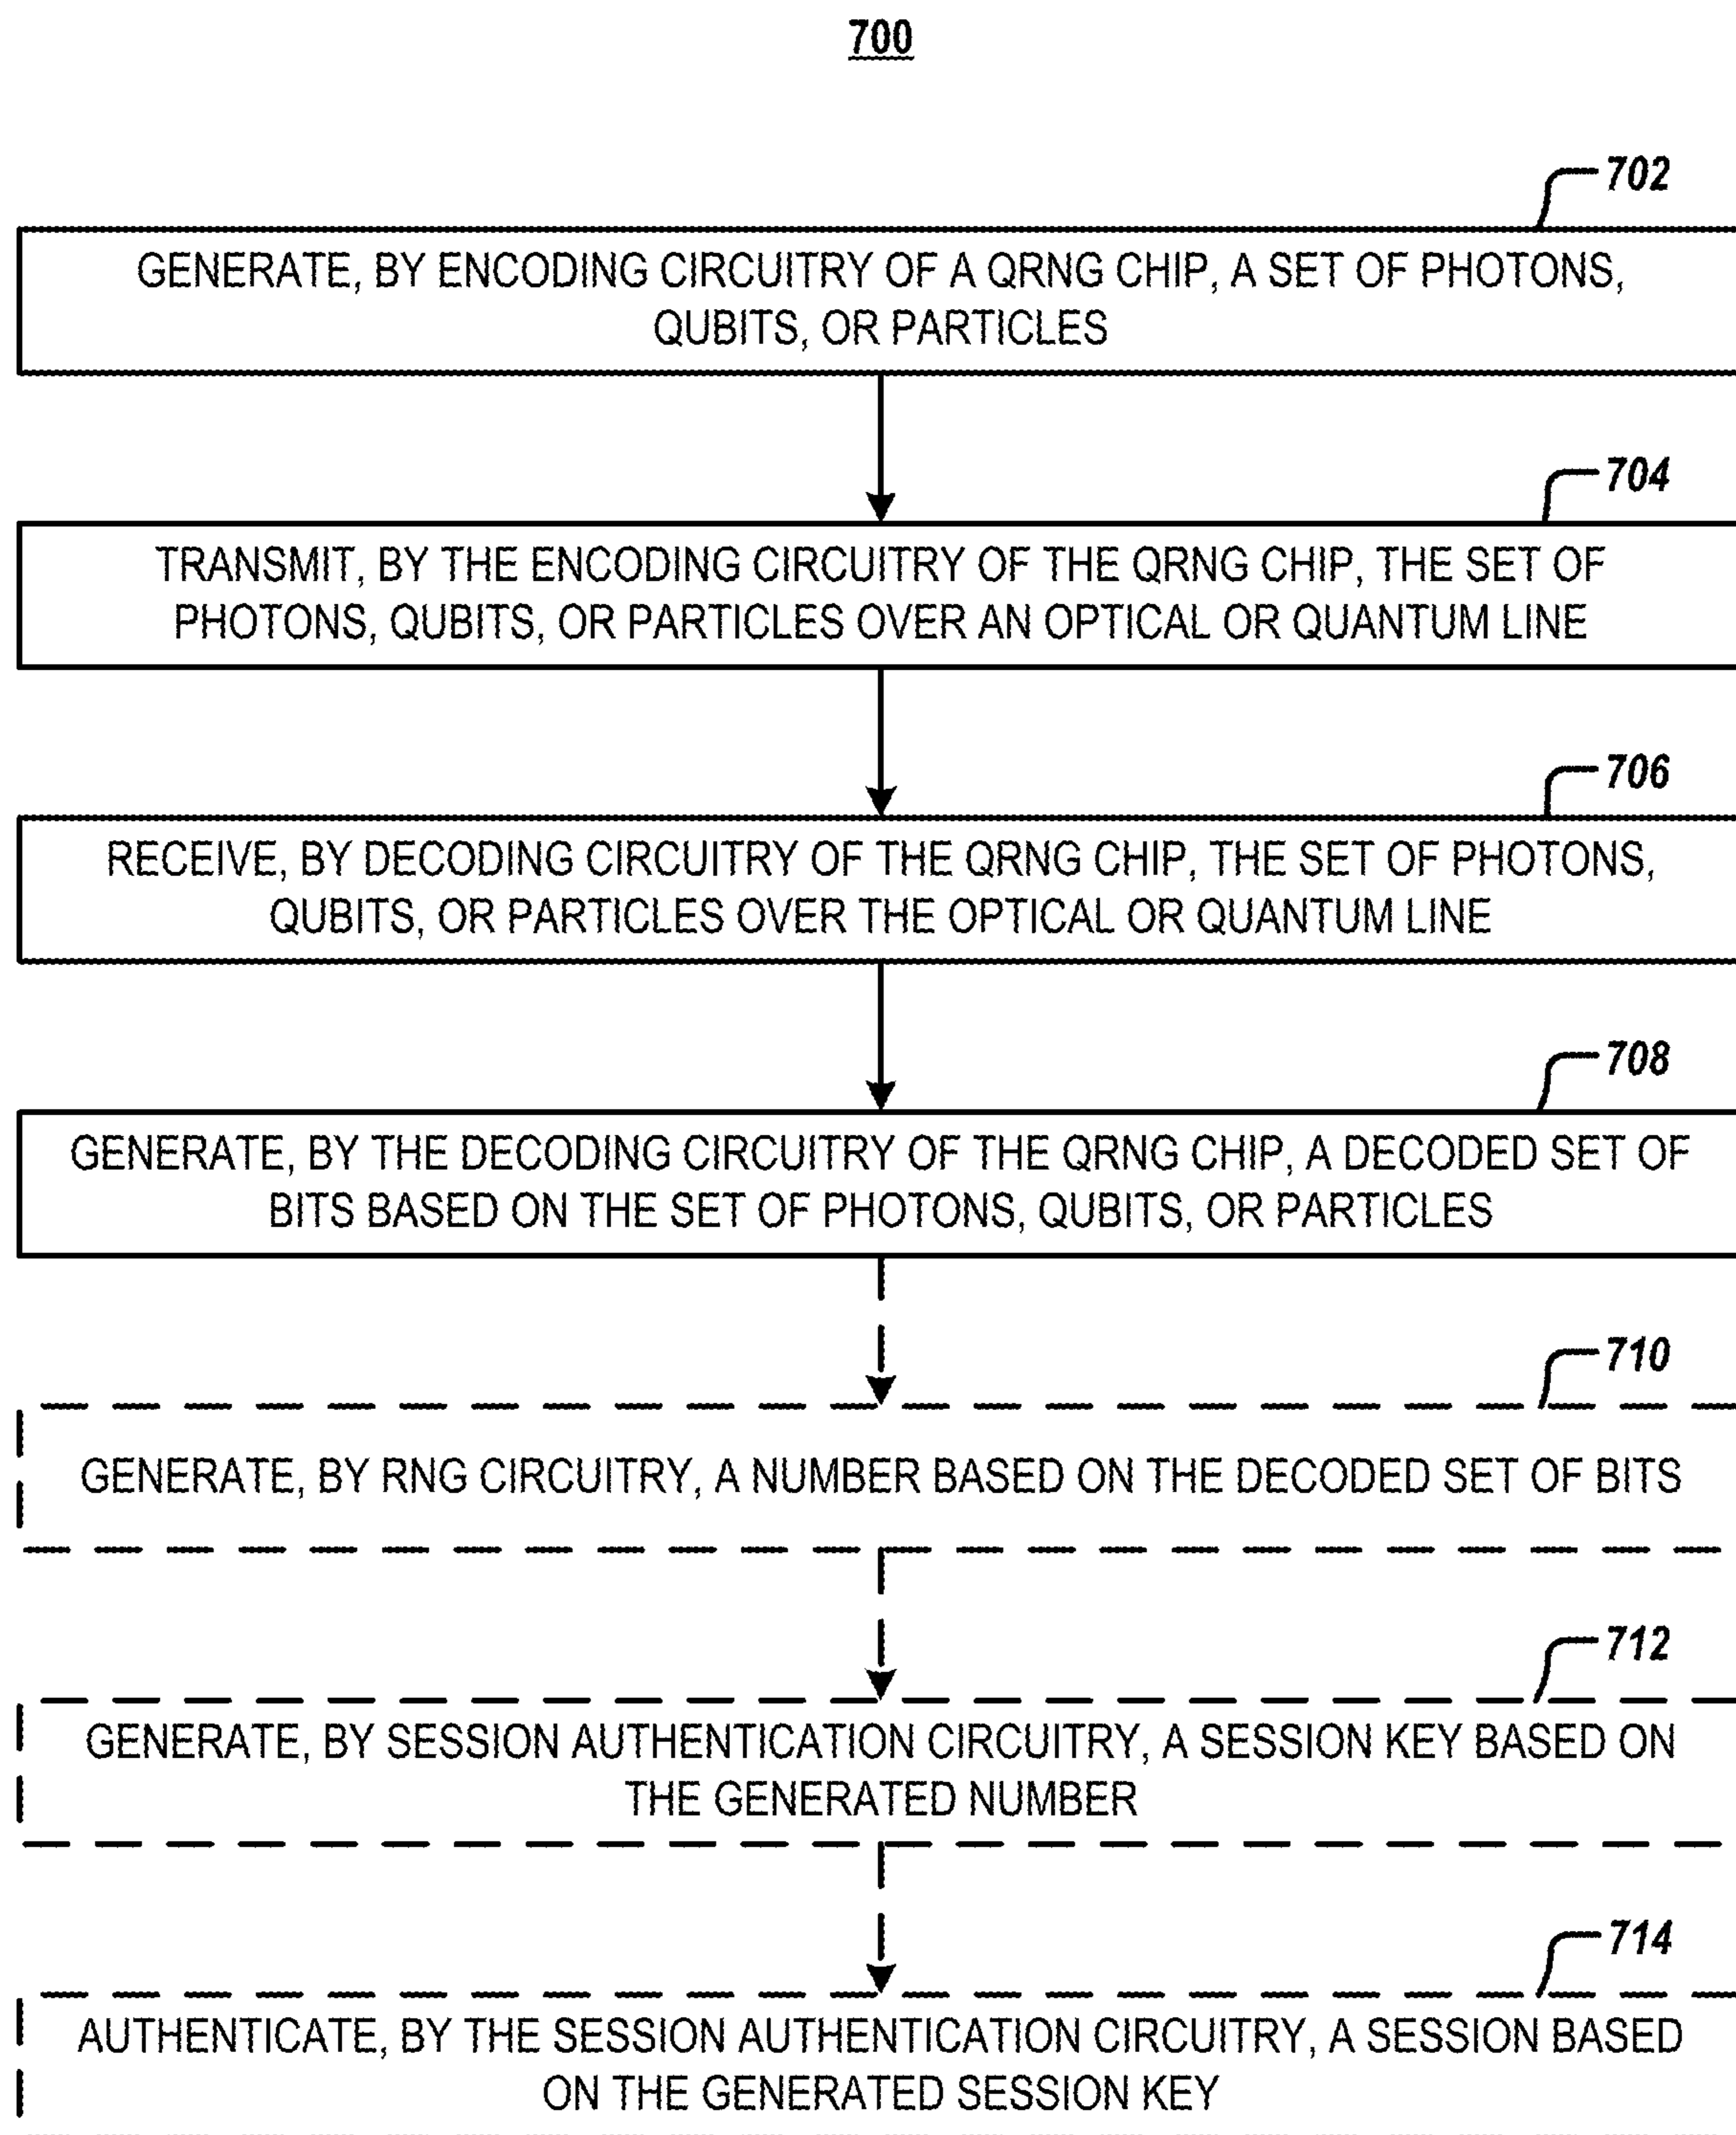 700
702
GENERATE, BY ENCODING CIRCUITRY OF A QRNG CHIP, A SET OF PHOTONS,
QUBITS, OR PARTICLES
704
TRANSMIT, BY THE ENCODING CIRCUITRY OF THE QRNG CHIP, THE SET OF
PHOTONS, QUBITS, OR PARTICLES OVER AN OPTICAL OR QUANTUM LINE
706
RECEIVE, BY DECODING CIRCUITRY OF THE QRNG CHIP, THE SET OF PHOTONS,
QUBITS, OR PARTICLES OVER THE OPTICAL OR QUANTUM LINE
708
GENERATE, BY THE DECODING CIRCUITRY OF THE QRNG CHIP, A DECODED SET OF
BITS BASED ON THE SET OF PHOTONS, QUBITS, OR PARTICLES
710
GENERATE, BY RNG CIRCUITRY, A NUMBER BASED ON THE DECODED SET OF BITS
712
GENERATE, BY SESSION AUTHENTICATION CIRCUITRY, A SESSION KEY BASED ON
THE GENERATED NUMBER
714
AUTHENTICATE, BY THE SESSION AUTHENTICATION CIRCUITRY, A SESSION BASED
ON THE GENERATED SESSION KEY